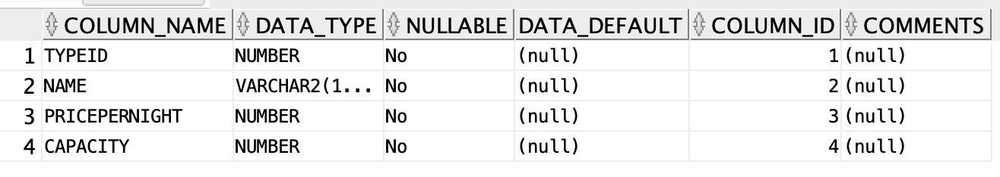 COLUMN_NAME DATA_TYPE NULLABLE DATA_DEFAULT COLUMN_ID COMMENTS
1 TYPEID NUMBER No (null) 1 (null)
2 NAME VARCHAR2(1... No (null) 2 (null)
3 PRICEPERNIGHT NUMBER No (null) 3 (null)
4 CAPACITY NUMBER No (null) 4 (null)